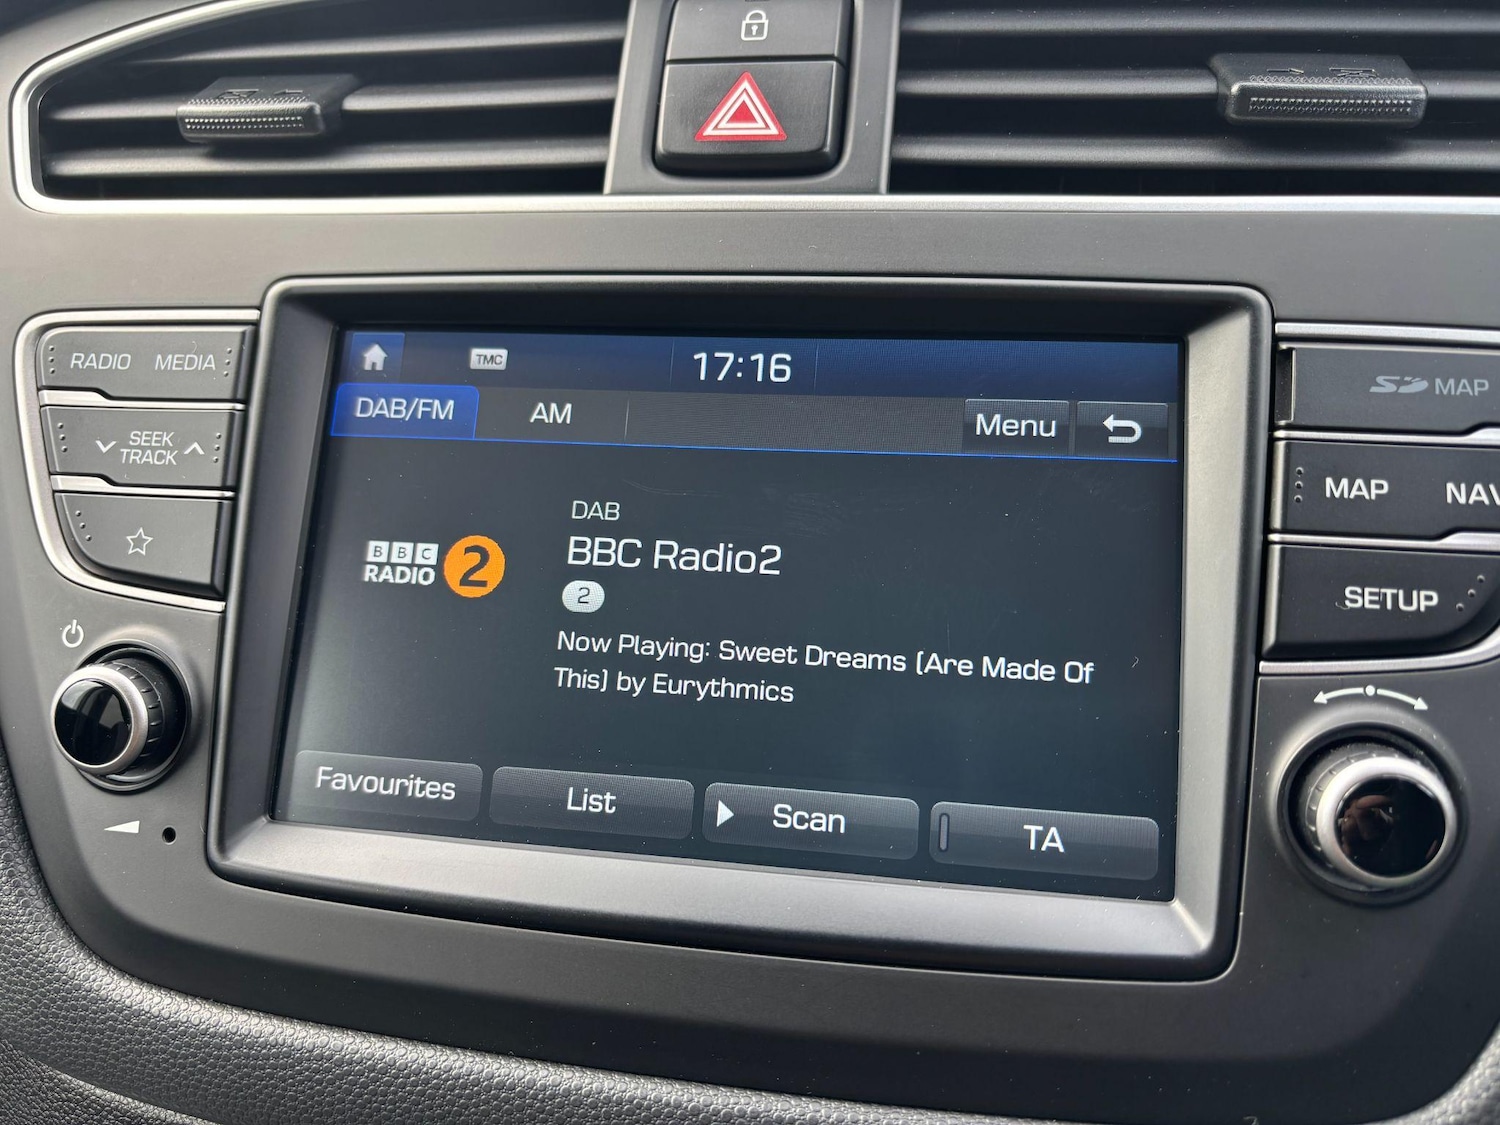 RADIO MEDIA
SEEK
TRACK
TMC
17:16
DAB/FM
AM
Menu
DAB
BBC Radio2
BBC
RADIO 2
2
Now Playing: Sweet Dreams (Are Made Of
This) by Eurythmics
Favourites
List
Scan
TA
SD MAP
MAP
NAV
SETUP